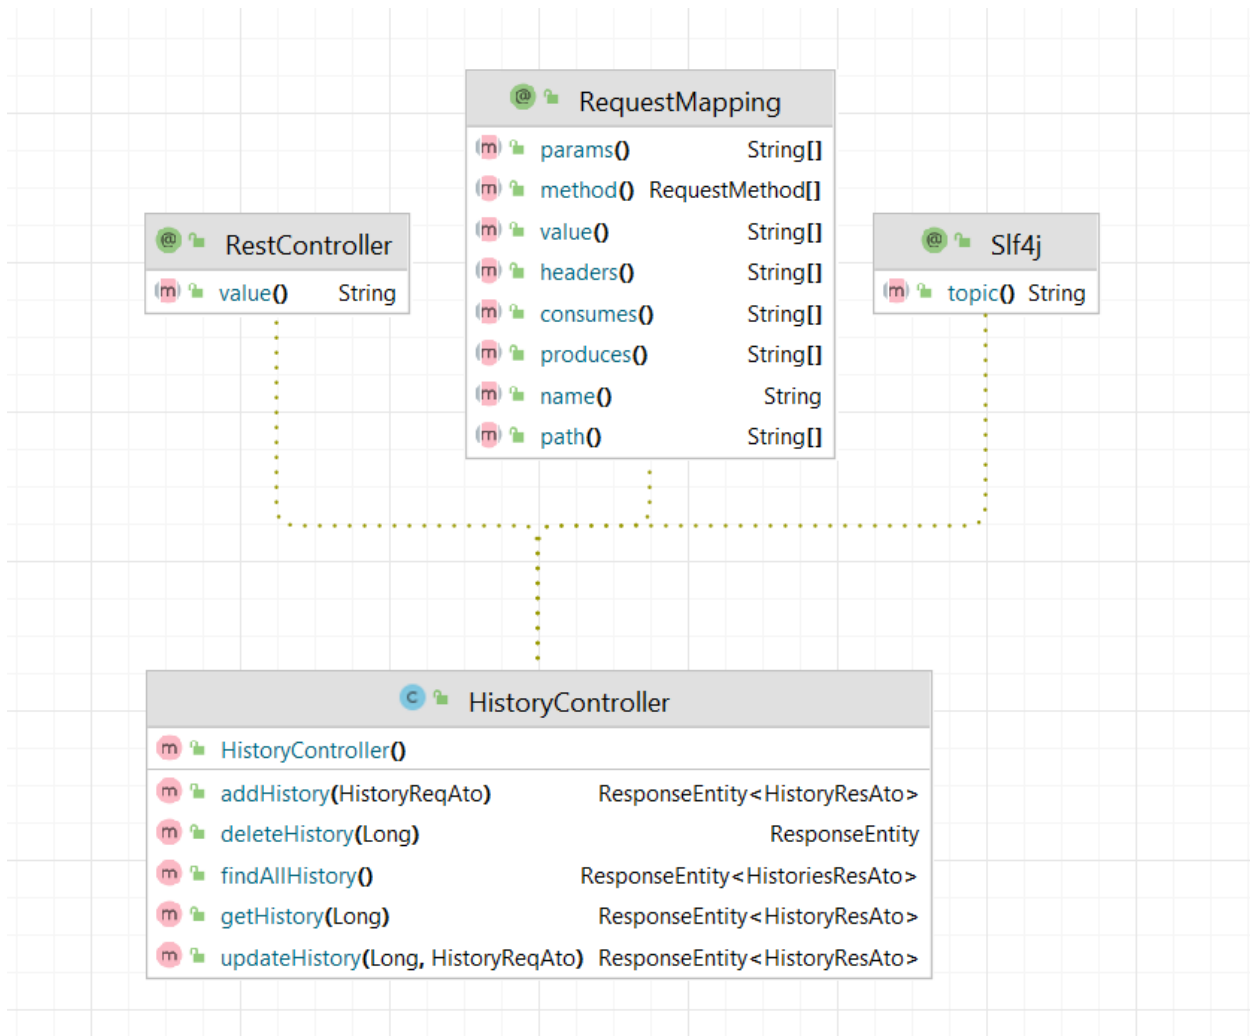 RequestMapping
params() String[]
method() RequestMethod[]
value() String[]
headers() String[]
consumes() String[]
produces() String[]
name() String
path() String[]
RestController
value() String
Slf4j
topic() String
HistoryController
HistoryController()
addHistory(HistoryReqAto) ResponseEntity<HistoryResAto>
deleteHistory(Long) ResponseEntity
findAllHistory() ResponseEntity<HistoriesResAto>
getHistory(Long) ResponseEntity<HistoryResAto>
updateHistory(Long, HistoryReqAto) ResponseEntity<HistoryResAto>